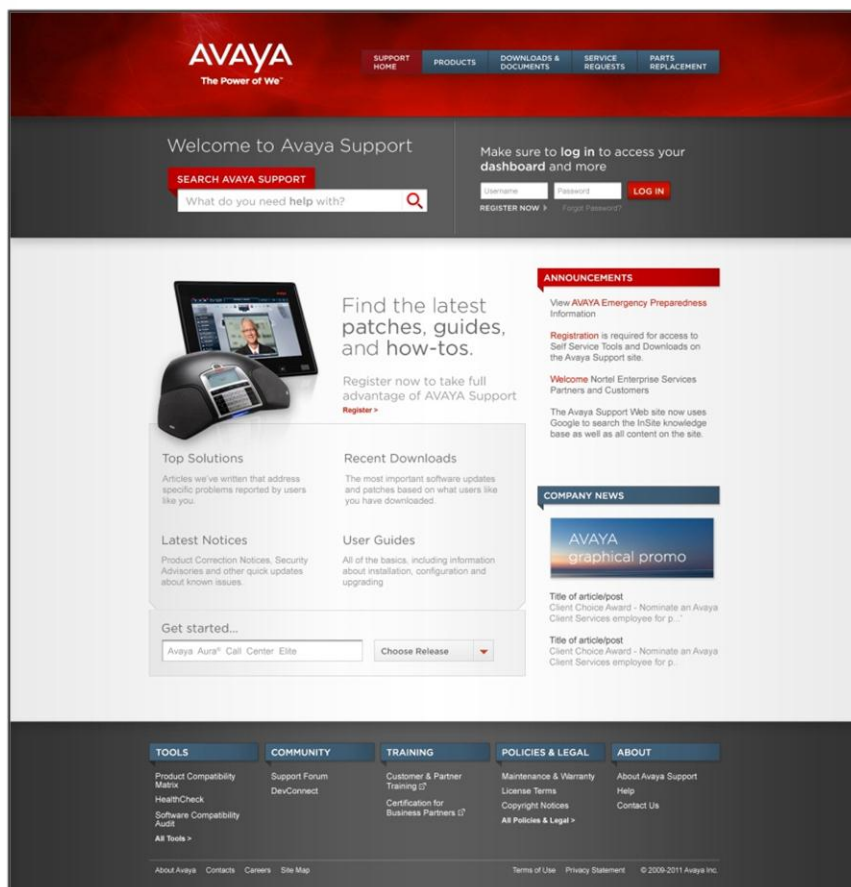 AVAYA
The Power of We™
SUPPORT
HOME
PRODUCTS
DOWNLOADS &
DOCUMENTS
SERVICE
REQUESTS
PARTS
REPLACEMENT
Welcome to Avaya Support
SEARCH AVAYA SUPPORT
What do you need help with?
Make sure to log in to access your
dashboard and more
Username
Password
LOG IN
REGISTER NOW >
Forgot Password?
Find the latest
patches, guides,
and how-tos.
Register now to take full
advantage of AVAYA Support
Register >
Top Solutions
Articles we've written that address
specific problems reported by users
like you.
Recent Downloads
The most important software updates
and patches based on what users like
you have downloaded.
Latest Notices
Product Correction Notices, Security
Advisories and other quick updates
about known issues.
User Guides
All of the basics, including information
about installation, configuration and
upgrading
Get started...
Avaya Aura® Call Center Elite
Choose Release
ANNOUNCEMENTS
View AVAYA Emergency Preparedness
Information
Registration is required for access to
Self Service Tools and Downloads on
the Avaya Support site.
Welcome Nortel Enterprise Services
Partners and Customers
The Avaya Support Web site now uses
Google to search the InSite knowledge
base as well as all content on the site.
COMPANY NEWS
AVAYA
graphical promo
Title of article/post
Client Choice Award - Nominate an Avaya
Client Services employee for p...'
Title of article/post
Client Choice Award - Nominate an Avaya
Client Services employee for p..
TOOLS
Product Compatibility
Matrix
HealthCheck
Software Compatibility
Audit
All Tools >
COMMUNITY
Support Forum
DevConnect
TRAINING
Customer & Partner
Training
Certification for
Business Partners
POLICIES & LEGAL
Maintenance & Warranty
License Terms
Copyright Notices
All Policies & Legal >
ABOUT
About Avaya Support
Help
Contact Us
About Avaya Contacts Careers Site Map
Terms of Use Privacy Statement © 2009-2011 Avaya Inc.